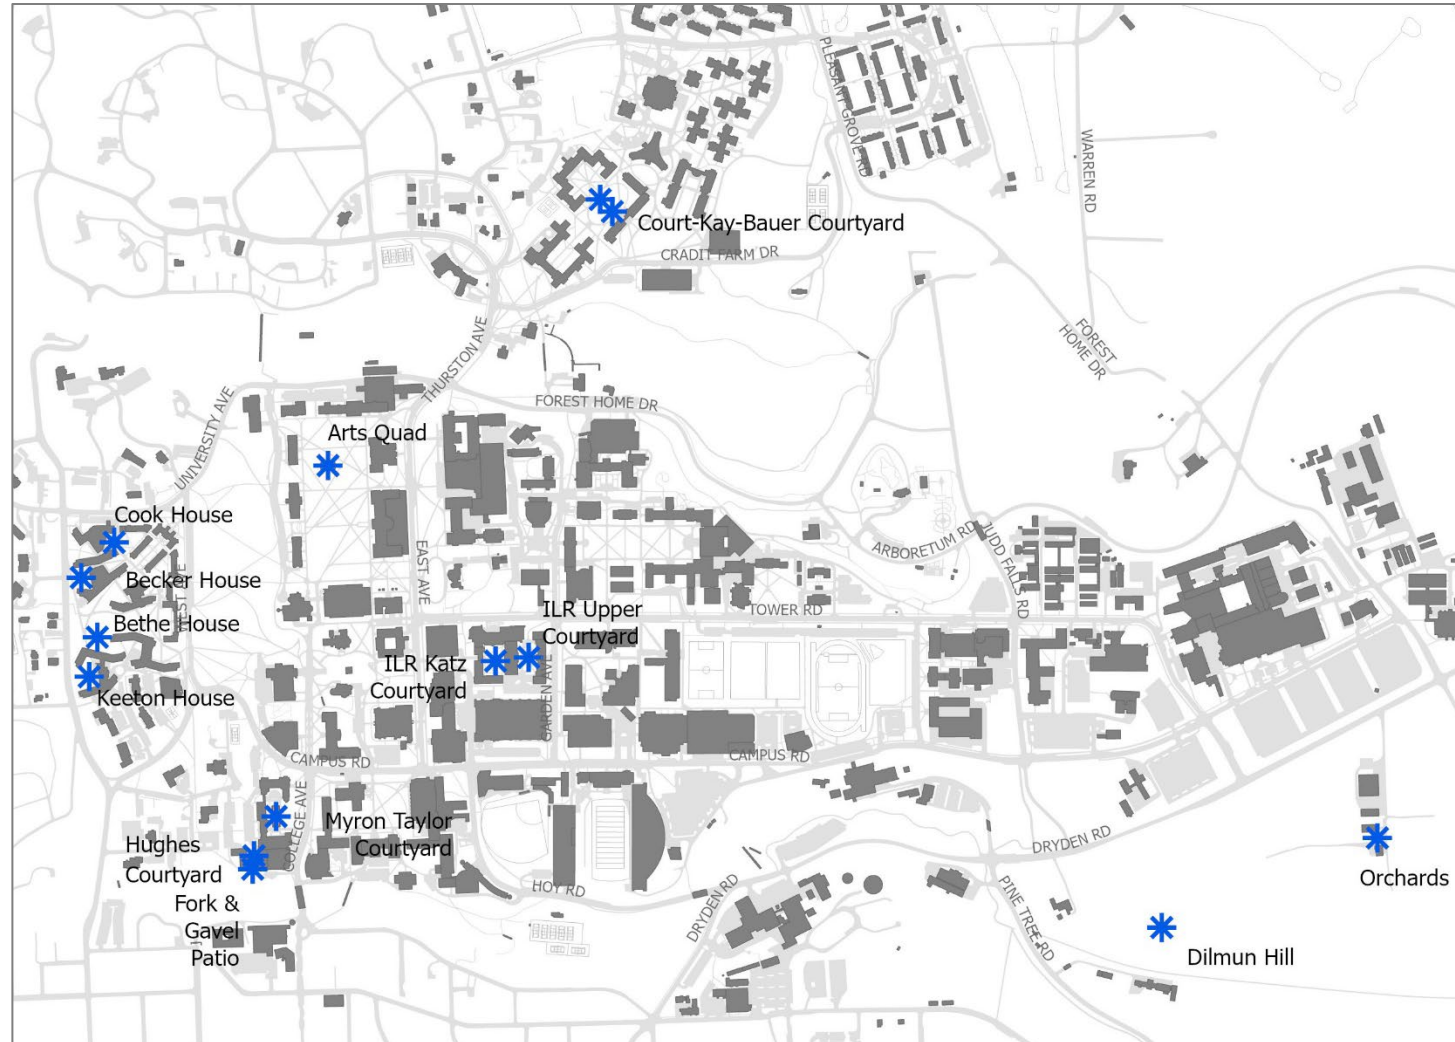 PLEASANT GROVE RD
WARREN RD
Court-Kay-Bauer Courtyard
CRADIT FARM DR
FOREST
HOME DR
THURSTON AVE
UNIVERSITY AVE
FOREST HOME DR
Arts Quad
Cook House
EAST AVE
ARBORETUM RD
JUDD FALLS RD
Becker House
WEST AVE
Bethe House
ILR Upper
Courtyard
TOWER RD
ILR Katz
Courtyard
GARDEN AVE
Keeton House
CAMPUS RD
CAMPUS RD
COLLEGE AVE
Myron Taylor
Courtyard
Hughes
Courtyard
Fork &
Gavel
Patio
HOY RD
DRYDEN RD
DRYDEN RD
PINE TREE RD
Orchards
Dilmun Hill